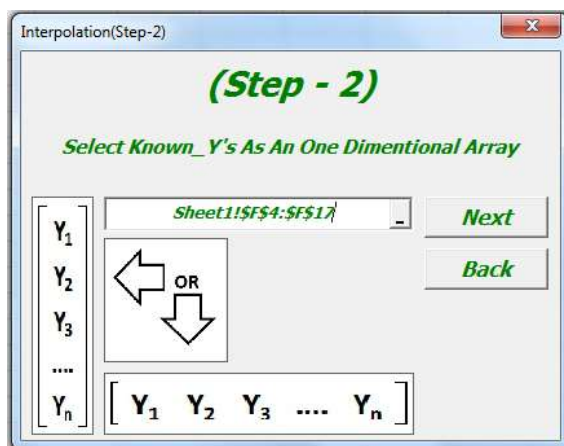 Interpolation(Step-2)
(Step - 2)
Select Known_Y's As An One Dimentional Array
Sheet1!$F$4:$F$17
Next
Back
Y1
Y2
Y3
....
Yn
OR
Y1 Y2 Y3 .... Yn